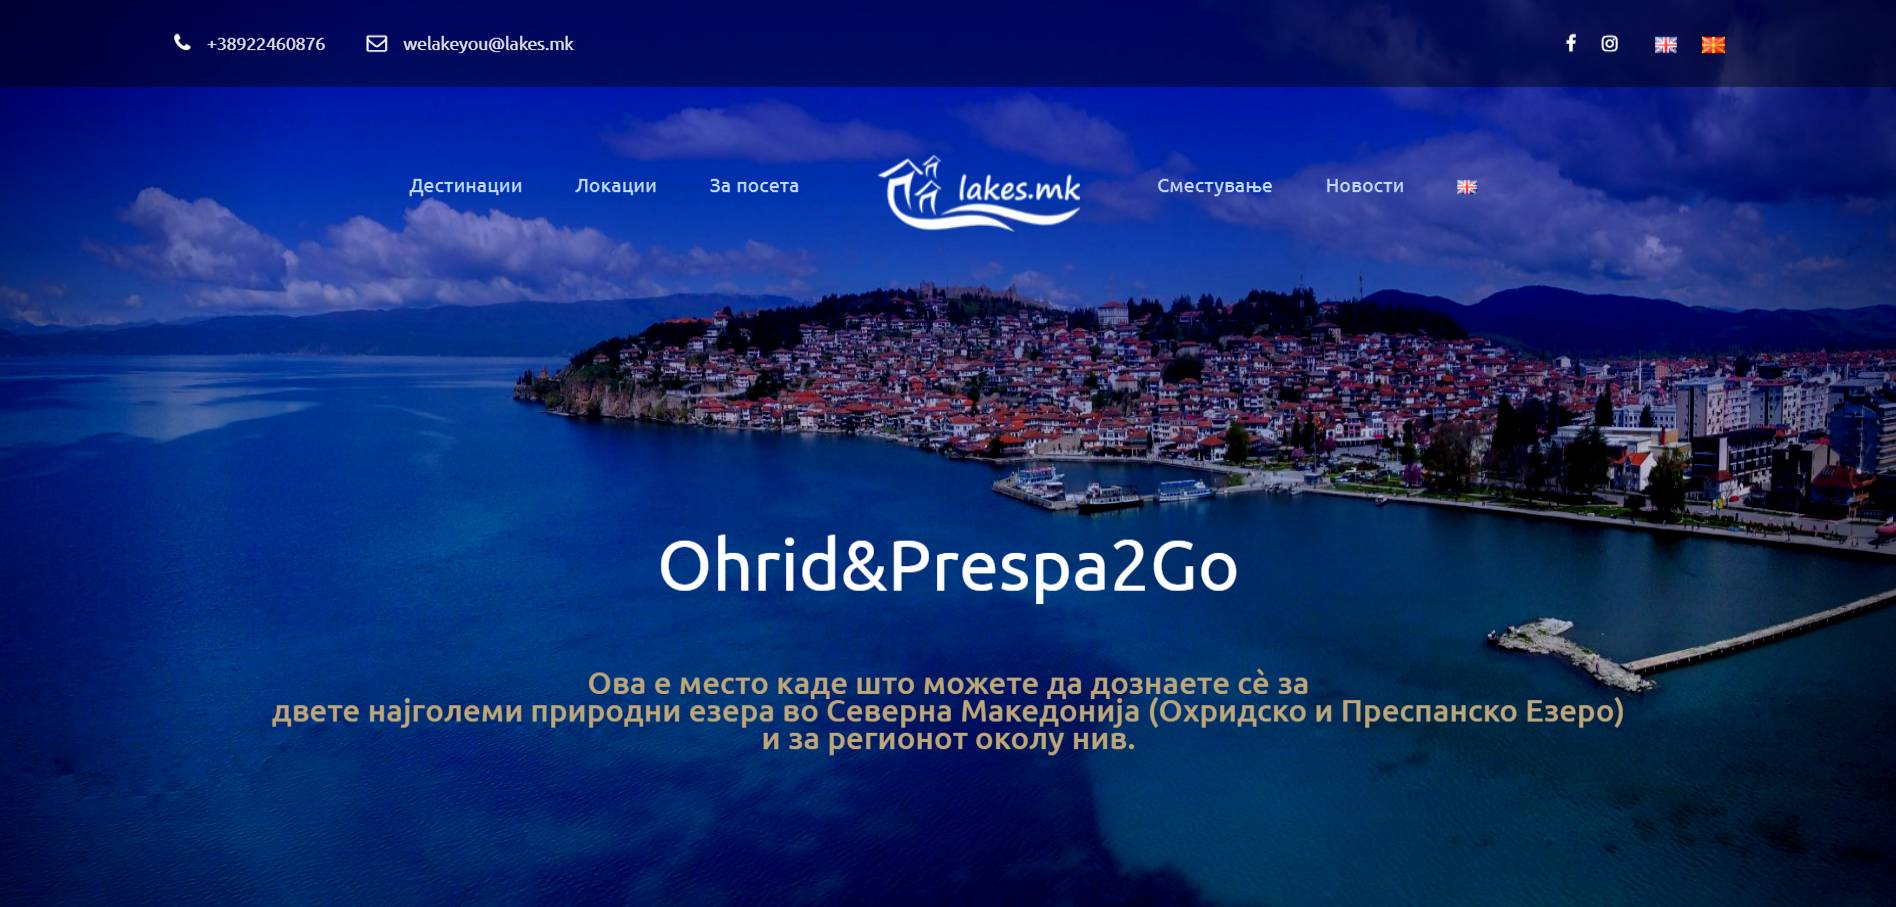 +38922460876
welakeyou@lakes.mk
Дестинации
Локации
За посета
lakes.mk
Сместување
Новости
Ohrid&Prespa2Go
Ова е место каде што можете да дознаете сѐ за
двете најголеми природни езера во Северна Македонија (Охридско и Преспанско Езеро)
и за регионот околу нив.